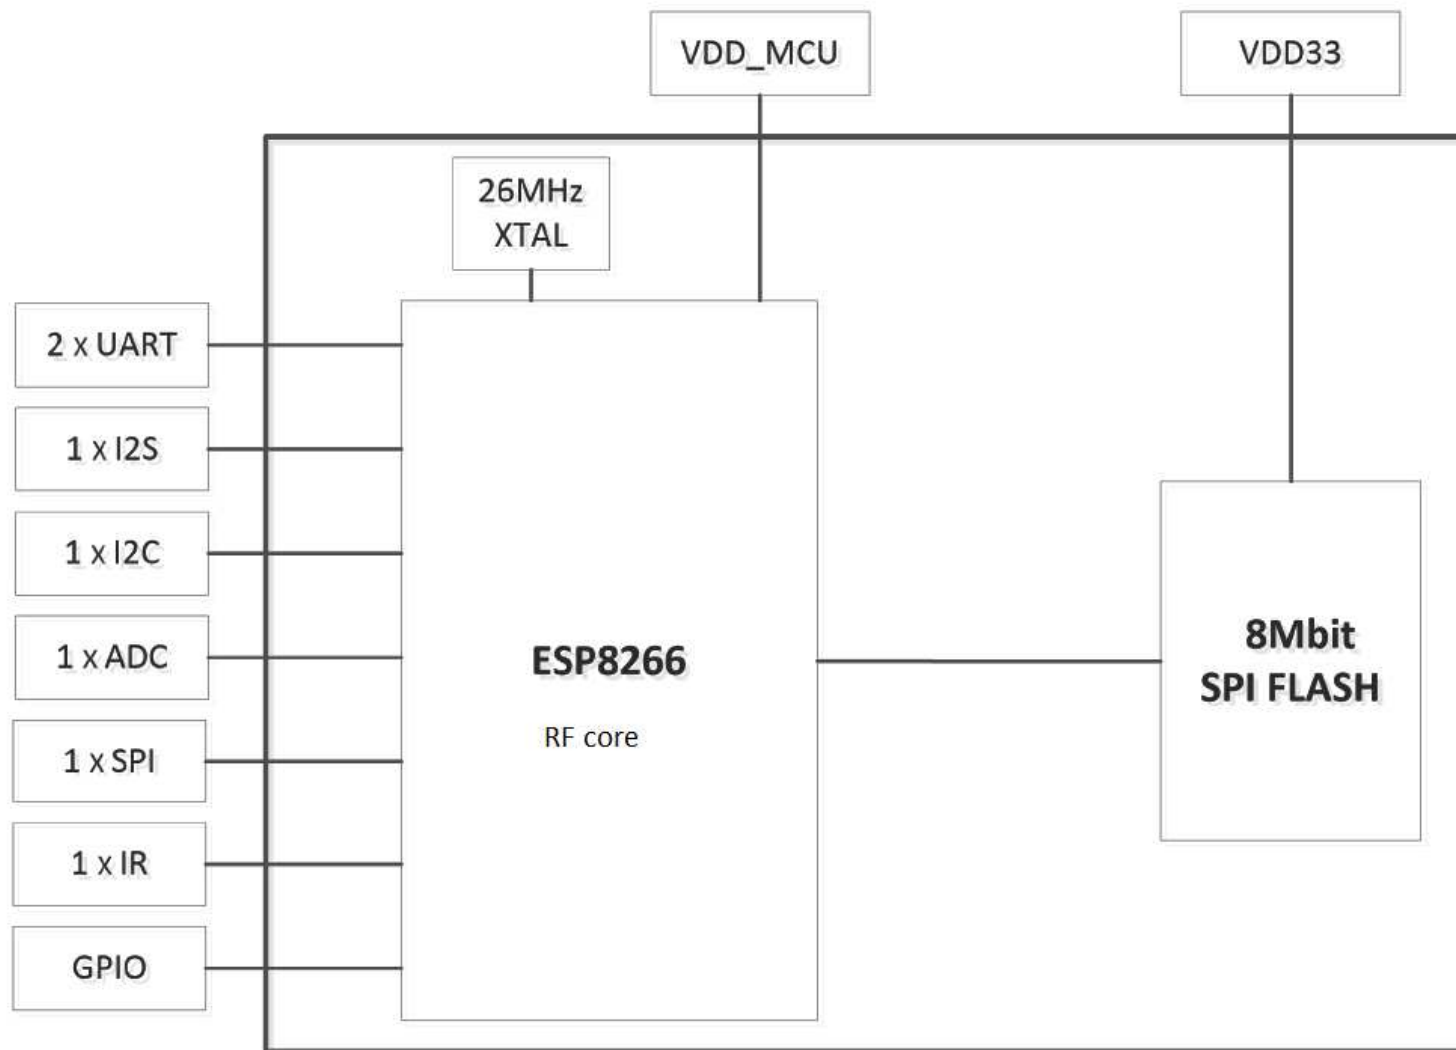 VDD_MCU
VDD33
26MHz
XTAL
2 x UART
1 x I2S
1 x I2C
1 x ADC
1 x SPI
1 x IR
GPIO
ESP8266
RF core
8Mbit
SPI FLASH